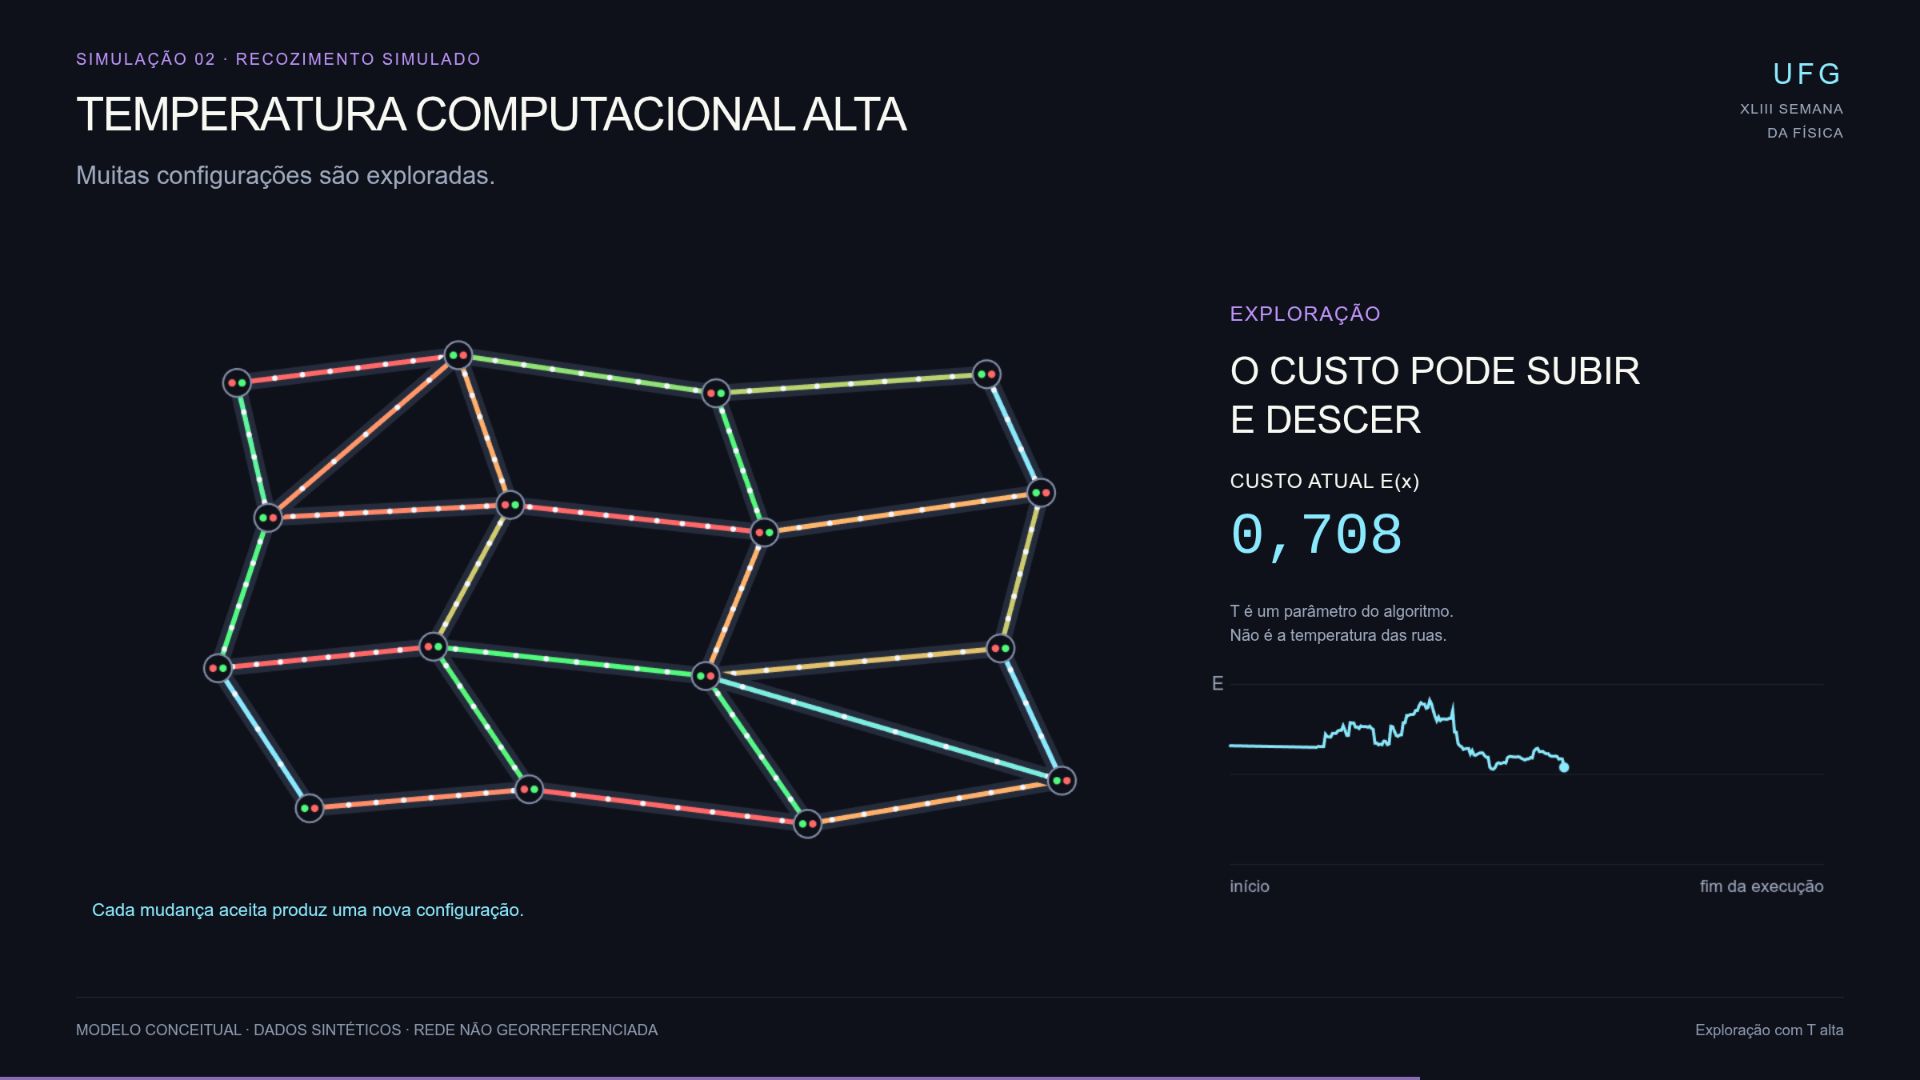 SIMULAÇÃO 02 · RECOZIMENTO SIMULADO
TEMPERATURA COMPUTACIONAL ALTA
Muitas configurações são exploradas.
UFG
XLIII SEMANA
DA FÍSICA
EXPLORAÇÃO
O CUSTO PODE SUBIR
E DESCER
CUSTO ATUAL E(x)
0,708
T é um parâmetro do algoritmo.
Não é a temperatura das ruas.
E
início
fim da execução
Cada mudança aceita produz uma nova configuração.
MODELO CONCEITUAL · DADOS SINTÉTICOS · REDE NÃO GEORREFERENCIADA
Exploração com T alta